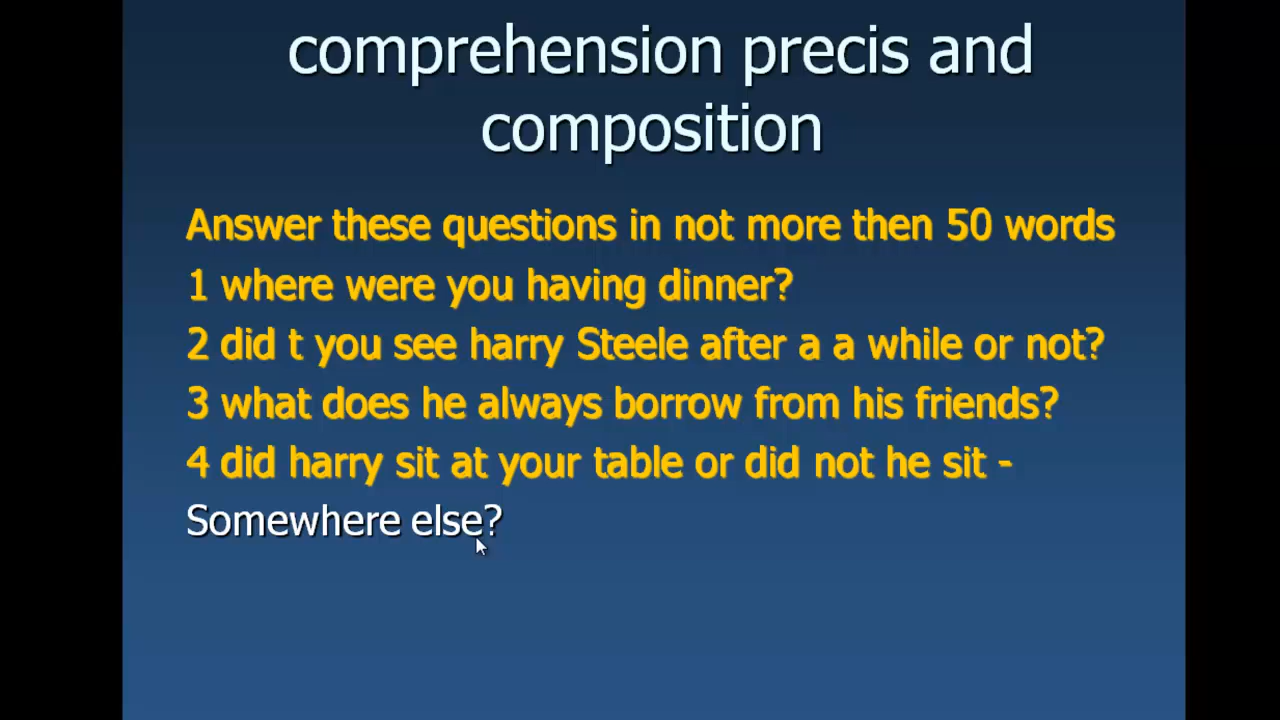 comprehension precis and
composition
Answer these questions in not more then 50 words
1 where were you having dinner?
2 did t you see harry Steele after a a while or not?
3 what does he always borrow from his friends?
4 did harry sit at your table or did not he sit -
Somewhere else?